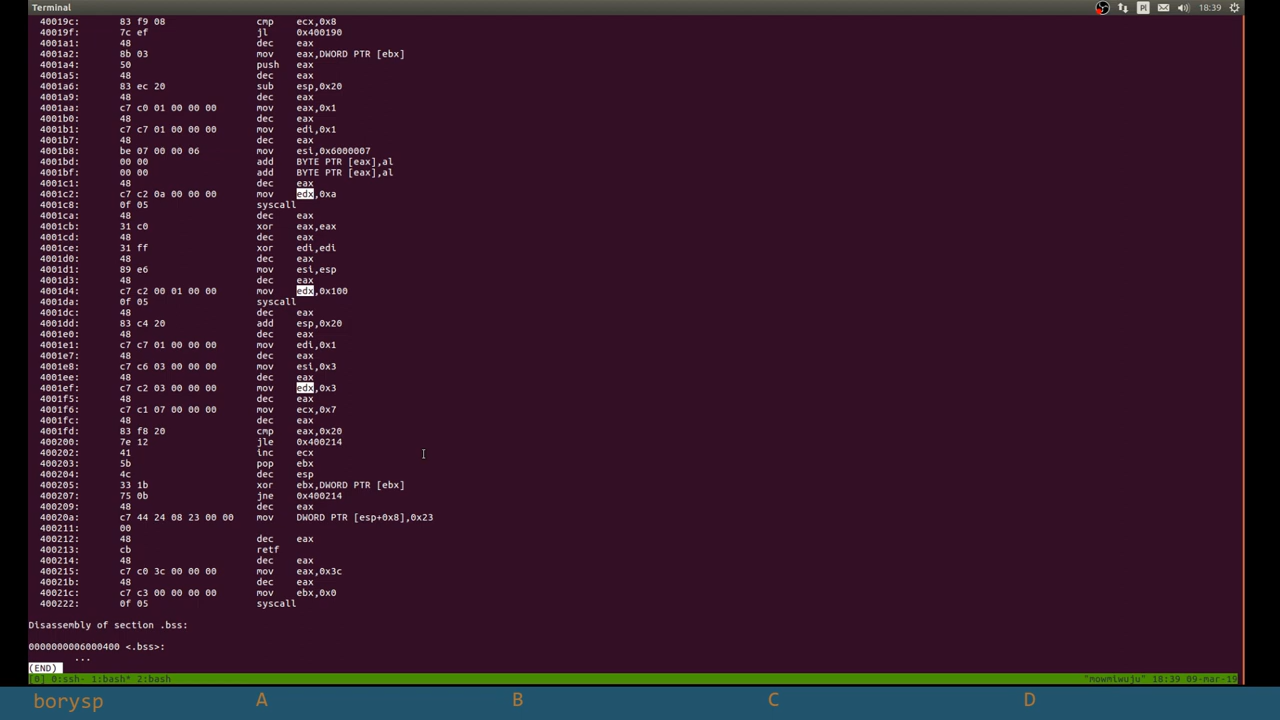 Terminal
Pl
18:39
40019c: 83 f9 08 cmp ecx,0x8
40019f: 7c ef jl 0x400190
4001a1: 48 dec eax
4001a2: 8b 03 mov eax,DWORD PTR [ebx]
4001a4: 50 push eax
4001a5: 48 dec eax
4001a6: 83 ec 20 sub esp,0x20
4001a9: 48 dec eax
4001aa: c7 c0 01 00 00 00 mov eax,0x1
4001b0: 48 dec eax
4001b1: c7 c7 01 00 00 00 mov edi,0x1
4001b7: 48 dec eax
4001b8: be 07 00 00 06 mov esi,0x6000007
4001bd: 00 00 add BYTE PTR [eax],al
4001bf: 00 00 add BYTE PTR [eax],al
4001c1: 48 dec eax
4001c2: c7 c2 0a 00 00 00 mov edx,0xa
4001c8: 0f 05 syscall
4001ca: 48 dec eax
4001cb: 31 c0 xor eax,eax
4001cd: 48 dec eax
4001ce: 31 ff xor edi,edi
4001d0: 48 dec eax
4001d1: 89 e6 mov esi,esp
4001d3: 48 dec eax
4001d4: c7 c2 00 01 00 00 mov edx,0x100
4001da: 0f 05 syscall
4001dc: 48 dec eax
4001dd: 83 c4 20 add esp,0x20
4001e0: 48 dec eax
4001e1: c7 c7 01 00 00 00 mov edi,0x1
4001e7: 48 dec eax
4001e8: c7 c6 03 00 00 00 mov esi,0x3
4001ee: 48 dec eax
4001ef: c7 c2 03 00 00 00 mov edx,0x3
4001f5: 48 dec eax
4001f6: c7 c1 07 00 00 00 mov ecx,0x7
4001fc: 48 dec eax
4001fd: 83 f8 20 cmp eax,0x20
400200: 7e 12 jle 0x400214
400202: 41 inc ecx
400203: 5b pop ebx
400204: 4c dec esp
400205: 33 1b xor ebx,DWORD PTR [ebx]
400207: 75 0b jne 0x400214
400209: 48 dec eax
40020a: c7 44 24 08 23 00 00 mov DWORD PTR [esp+0x8],0x23
400211: 00
400212: 48 dec eax
400213: cb retf
400214: 48 dec eax
400215: c7 c0 3c 00 00 00 mov eax,0x3c
40021b: 48 dec eax
40021c: c7 c3 00 00 00 00 mov ebx,0x0
400222: 0f 05 syscall
Disassembly of section .bss:
0000000006000400 <.bss>:
...
(END)
[0] 0:ssh- 1:bash* 2:bash "mowmlwuju" 18:39 09-mar-19
borysp A B C D